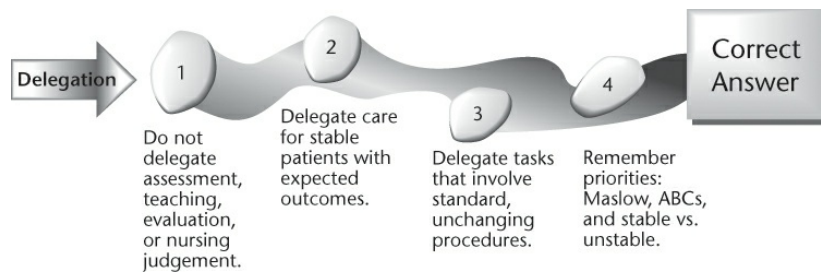 Delegation
1
Do not
delegate
assessment,
teaching,
evaluation,
or nursing
judgement.
2
Delegate care
for stable
patients with
expected
outcomes.
3
Delegate tasks
that involve
standard,
unchanging
procedures.
4
Remember
priorities:
Maslow, ABCs,
and stable vs.
unstable.
Correct
Answer